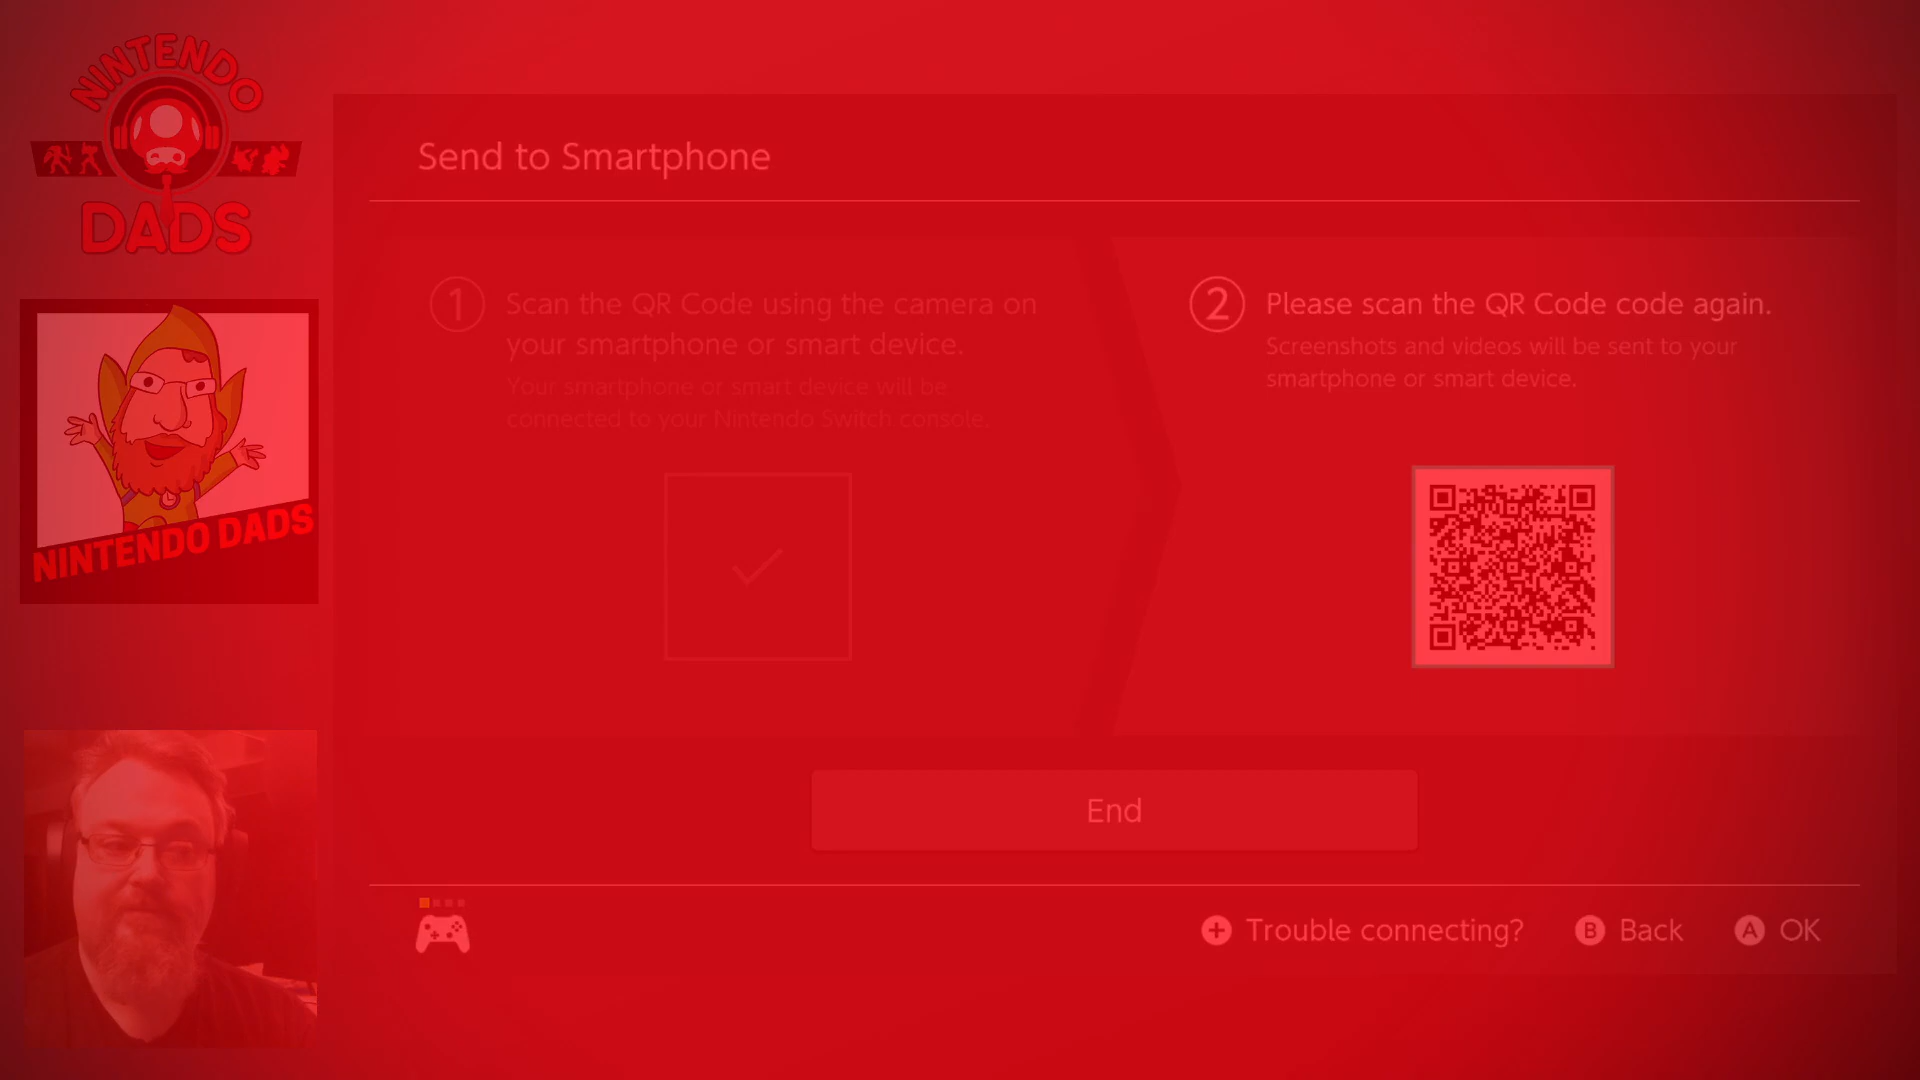 NINTENDO
DADS
NINTENDO DADS
Send to Smartphone
1 Scan the QR Code using the camera on
your smartphone or smart device.
Your smartphone or smart device will be
connected to your Nintendo Switch console.
2 Please scan the QR Code code again.
Screenshots and videos will be sent to your
smartphone or smart device.
End
+ Trouble connecting? B Back A OK